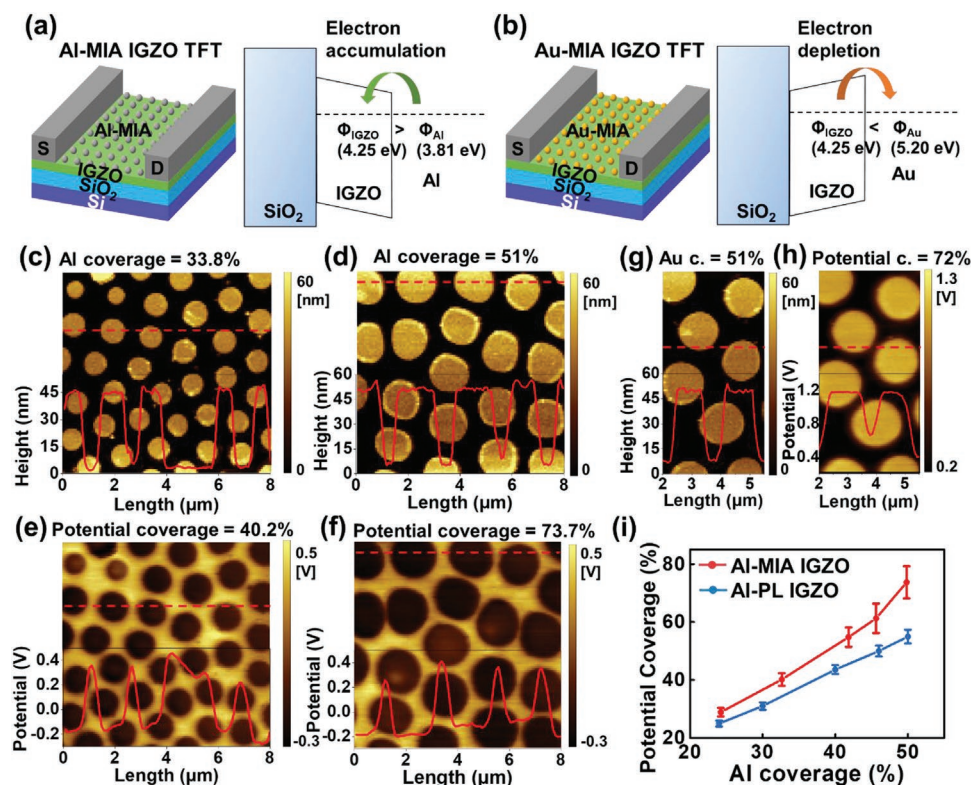 (a)
Al-MIA IGZO TFT
Electron
accumulation
Al-MIA
S
D
IGZO
SiO2
Si
ΦIGZO > ΦAl
(4.25 eV) (3.81 eV)
Al
IGZO
SiO2
(b)
Au-MIA IGZO TFT
Electron
depletion
Au-MIA
S
D
IGZO
SiO2
Si
ΦIGZO < ΦAu
(4.25 eV) (5.20 eV)
Au
IGZO
SiO2
(c) Al coverage = 33.8%
60
[nm]
0
Height (nm)
45
30
15
0
0 2 4 6 8
Length (μm)
(d) Al coverage = 51%
60
[nm]
0
Height (nm)
60
45
30
15
0
0 2 4 6 8
Length (μm)
(g) Au c. = 51%
60
[nm]
0
Height (nm)
60
45
30
15
0
2 3 4 5
Length (μm)
(h) Potential c. = 72%
1.3
[V]
0.2
Potential (V)
1.2
0.8
0.4
2 3 4 5
Length (μm)
(e) Potential coverage = 40.2%
0.5
[V]
-0.3
Potential (V)
0.4
0.2
0.0
-0.2
0 2 4 6 8
Length (μm)
(f) Potential coverage = 73.7%
0.5
[V]
-0.3
Potential (V)
0.4
0.2
0.0
-0.2
0 2 4 6 8
Length (μm)
(i)
Al-MIA IGZO
Al-PL IGZO
Potential Coverage (%)
80
60
40
20
20 30 40 50
Al coverage (%)